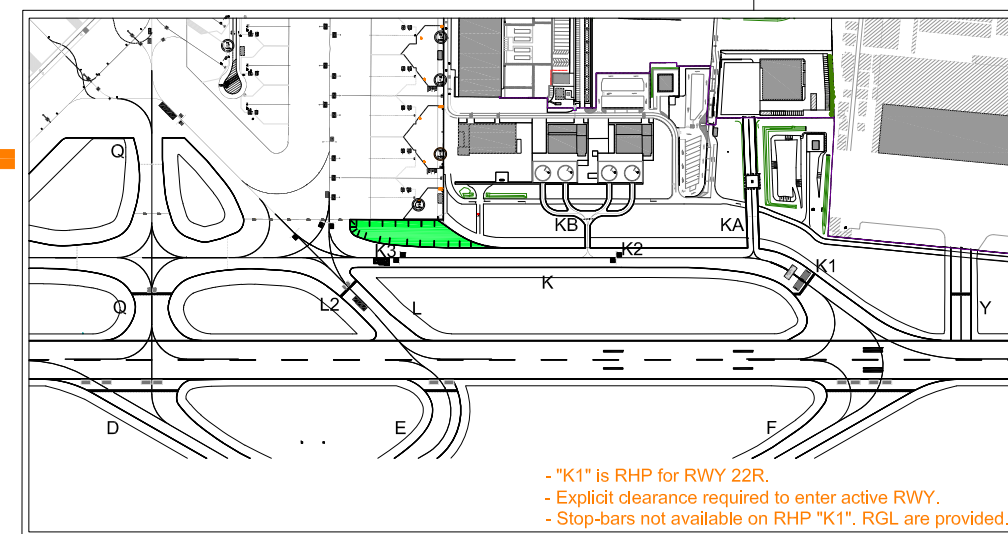 Q
KB
KA
K3
K2
K1
K
Q
L2
L
Y
D
E
F
- "K1" is RHP for RWY 22R.
- Explicit clearance required to enter active RWY.
- Stop-bars not available on RHP "K1". RGL are provided.